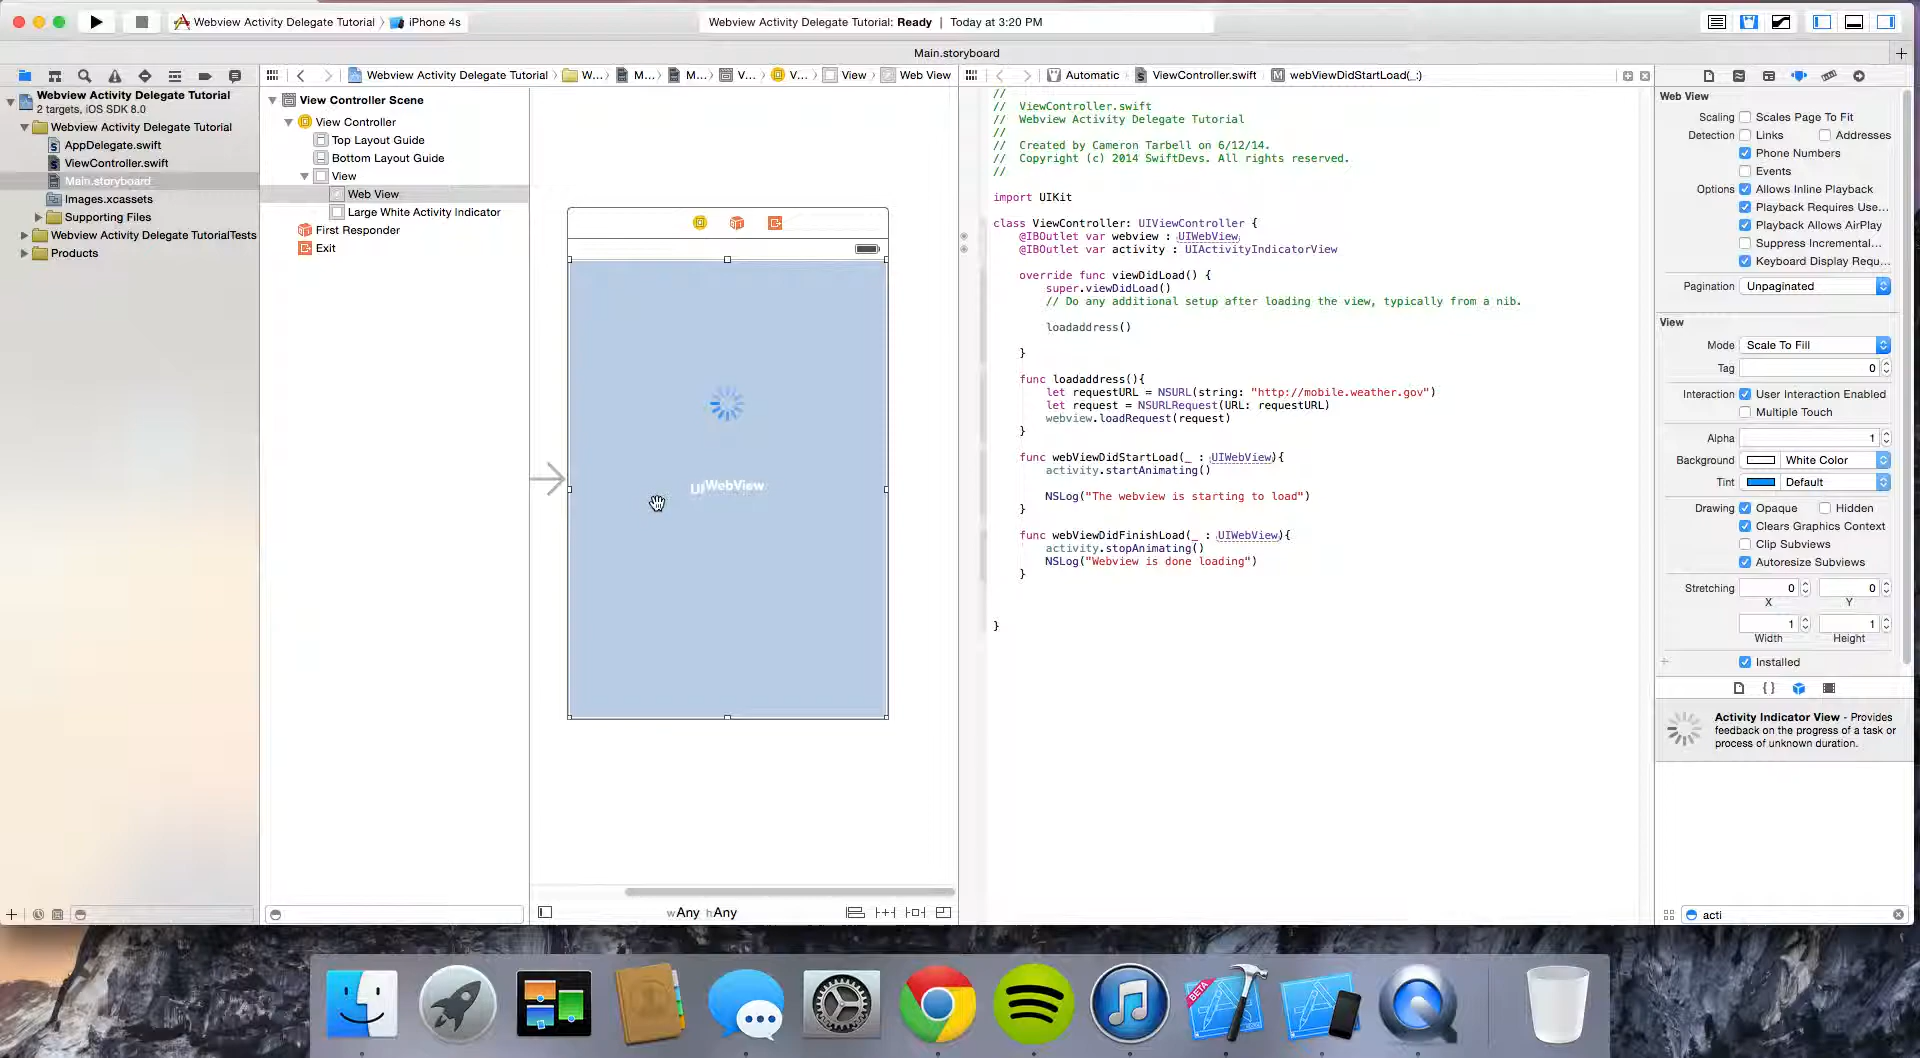 Webview Activity Delegate Tutorial
iPhone 4s
Webview Activity Delegate Tutorial: Ready | Today at 3:20 PM
Main.storyboard
Webview Activity Delegate Tutorial
W...
M...
M...
V...
V...
View
Web View
Automatic
ViewController.swift
webViewDidStartLoad(_:)
Webview Activity Delegate Tutorial
2 targets, iOS SDK 8.0
Webview Activity Delegate Tutorial
AppDelegate.swift
ViewController.swift
Main.storyboard
Images.xcassets
Supporting Files
Webview Activity Delegate TutorialTests
Products
View Controller Scene
View Controller
Top Layout Guide
Bottom Layout Guide
View
Web View
Large White Activity Indicator
First Responder
Exit
UIWebView
wAny hAny
//
// ViewController.swift
// Webview Activity Delegate Tutorial
//
// Created by Cameron Tarbell on 6/12/14.
// Copyright (c) 2014 SwiftDevs. All rights reserved.
//
import UIKit
class ViewController: UIViewController {
@IBOutlet var webview : UIWebView
@IBOutlet var activity : UIActivityIndicatorView
override func viewDidLoad() {
super.viewDidLoad()
// Do any additional setup after loading the view, typically from a nib.
loadaddress()
}
func loadaddress(){
let requestURL = NSURL(string: "http://mobile.weather.gov")
let request = NSURLRequest(URL: requestURL)
webview.loadRequest(request)
}
func webViewDidStartLoad(_ : UIWebView){
activity.startAnimating()
NSLog("The webview is starting to load")
}
func webViewDidFinishLoad(_ : UIWebView){
activity.stopAnimating()
NSLog("Webview is done loading")
}
}
Web View
Scaling Scales Page To Fit
Detection Links Addresses
Phone Numbers
Events
Options Allows Inline Playback
Playback Requires Use...
Playback Allows AirPlay
Suppress Incremental...
Keyboard Display Requ...
Pagination Unpaginated
View
Mode Scale To Fill
Tag 0
Interaction User Interaction Enabled
Multiple Touch
Alpha 1
Background White Color
Tint Default
Drawing Opaque Hidden
Clears Graphics Context
Clip Subviews
Autoresize Subviews
Stretching 0 0
X Y
1 1
Width Height
Installed
Activity Indicator View - Provides
feedback on the progress of a task or
process of unknown duration.
acti
BETA